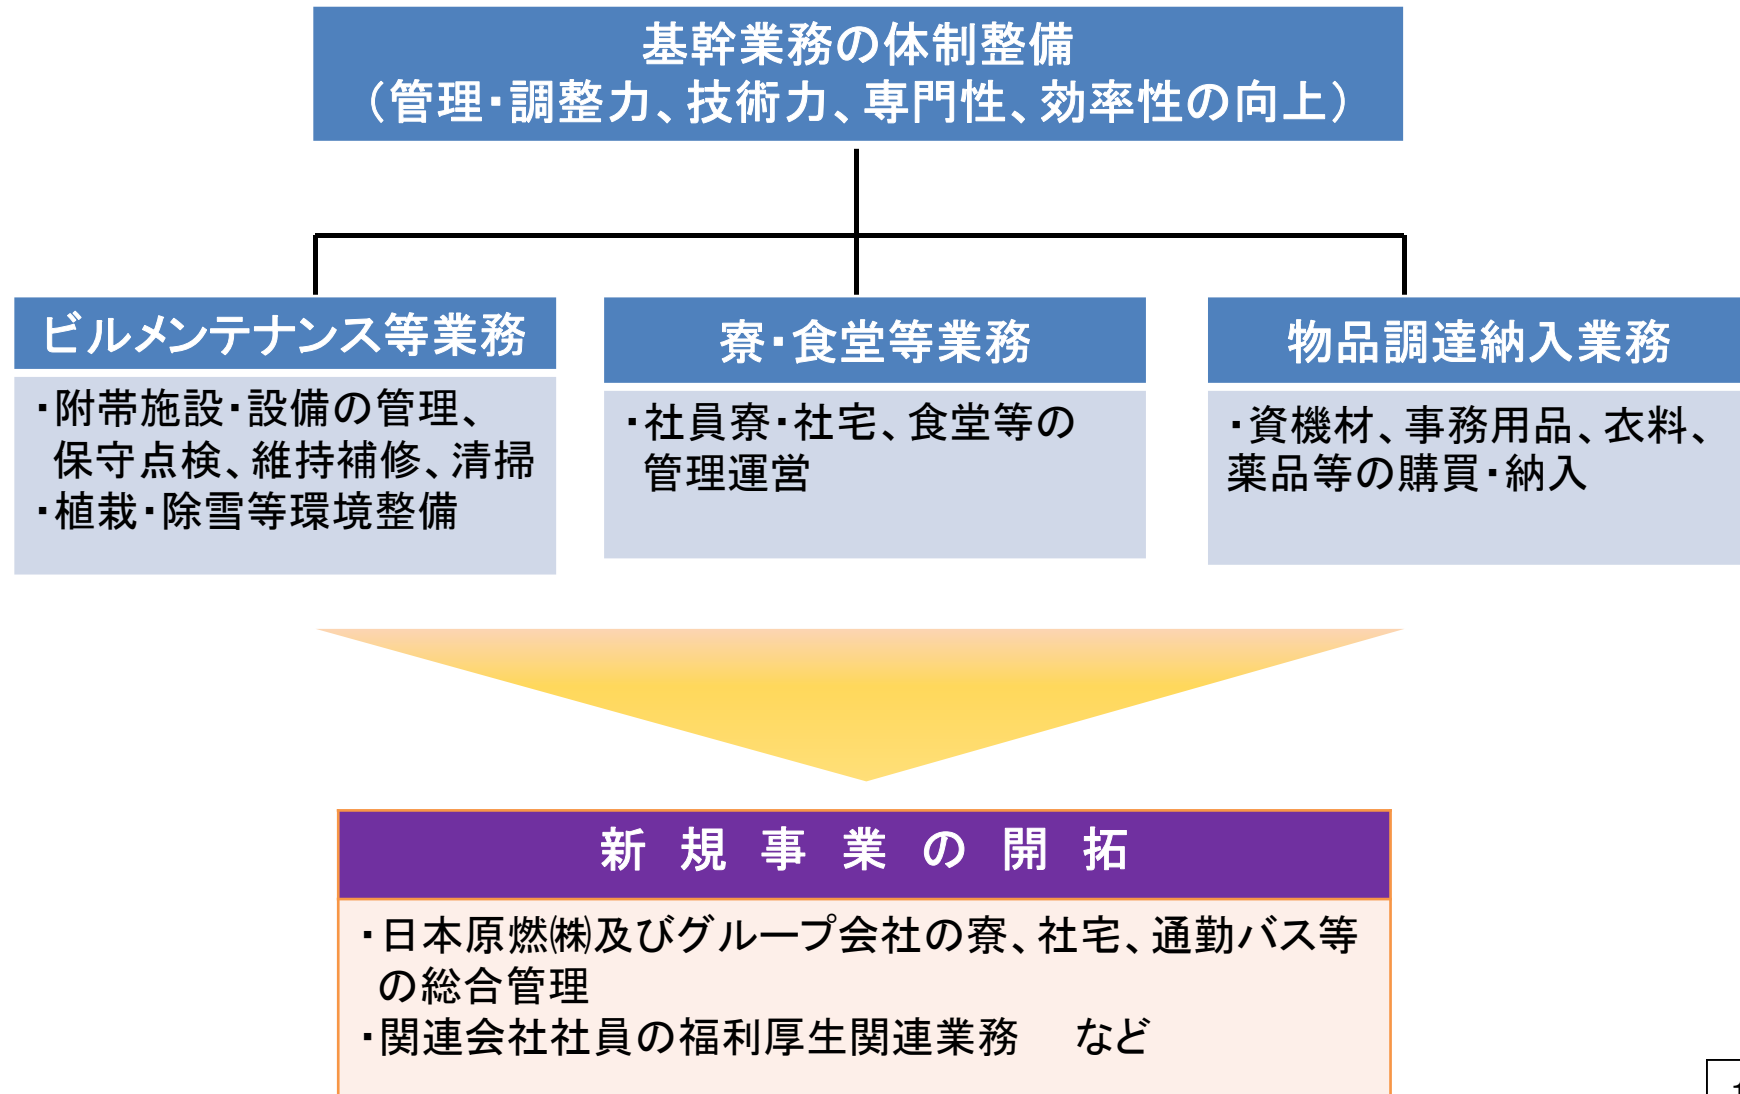 基幹業務の体制整備
（管理・調整力、技術力、専門性、効率性の向上）
ビルメンテナンス等業務
・附帯施設・設備の管理、
保守点検、維持補修、清掃
・植栽・除雪等環境整備
寮・食堂等業務
・社員寮・社宅、食堂等の
管理運営
物品調達納入業務
・資機材、事務用品、衣料、
薬品等の購買・納入
新規事業の開拓
・日本原燃㈱及びグループ会社の寮、社宅、通勤バス等
の総合管理
・関連会社社員の福利厚生関連業務　など